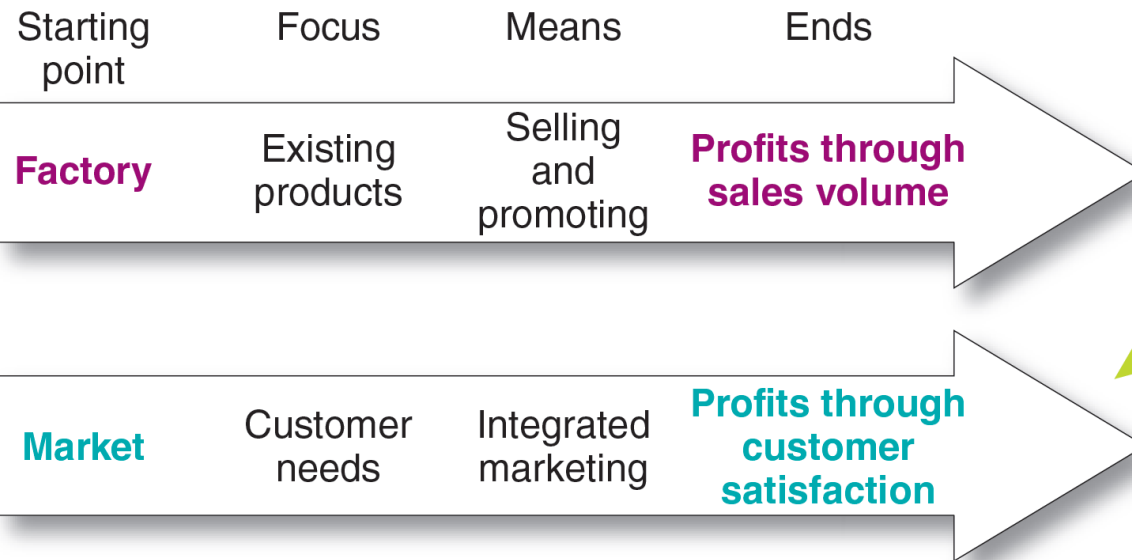 Starting
point
Focus
Means
Ends
Factory
Existing
products
Selling
and
promoting
Profits through
sales volume
Market
Customer
needs
Integrated
marketing
Profits through
customer
satisfaction